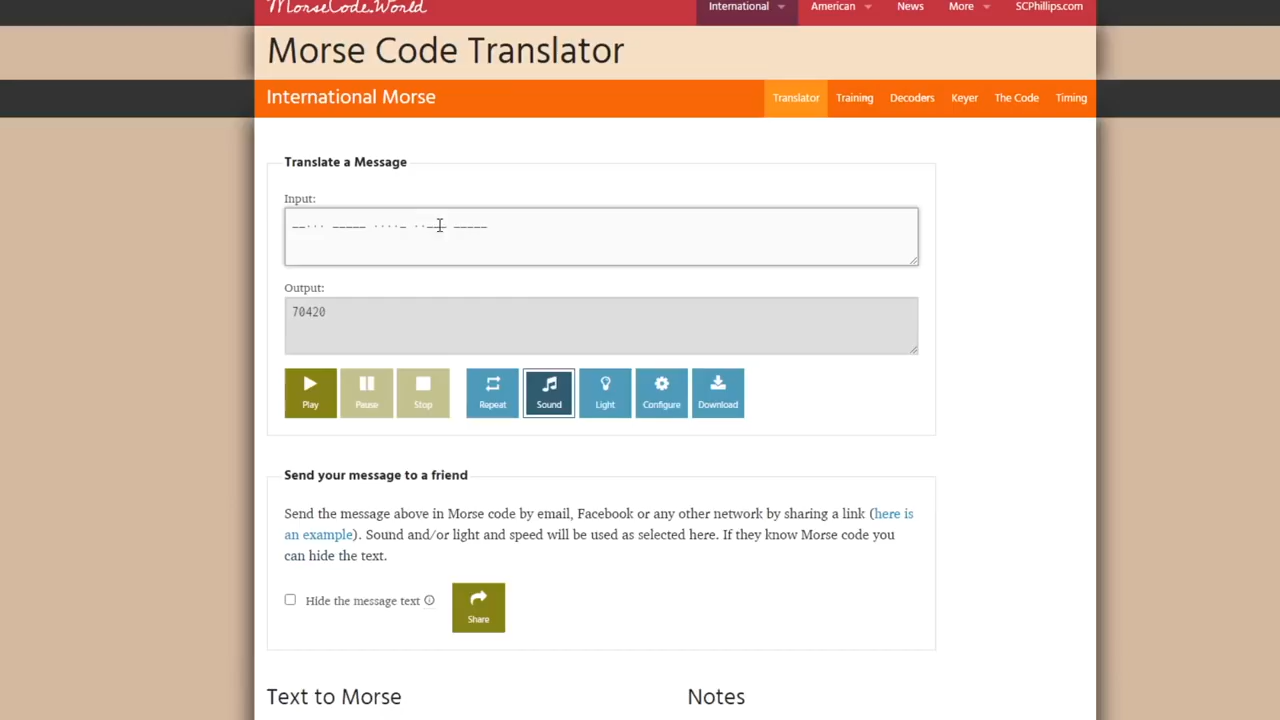 MorseCode.World
International American News More SCPhillips.com
Morse Code Translator
International Morse
Translator Training Decoders Keyer The Code Timing
Translate a Message
Input:
−−··· −−−−− ····− ··−−− −−−−−
Output:
70420
Play Pause Stop Repeat Sound Light Configure Download
Send your message to a friend
Send the message above in Morse code by email, Facebook or any other network by sharing a link (here is
an example). Sound and/or light and speed will be used as selected here. If they know Morse code you
can hide the text.
Hide the message text
Share
Text to Morse
Notes